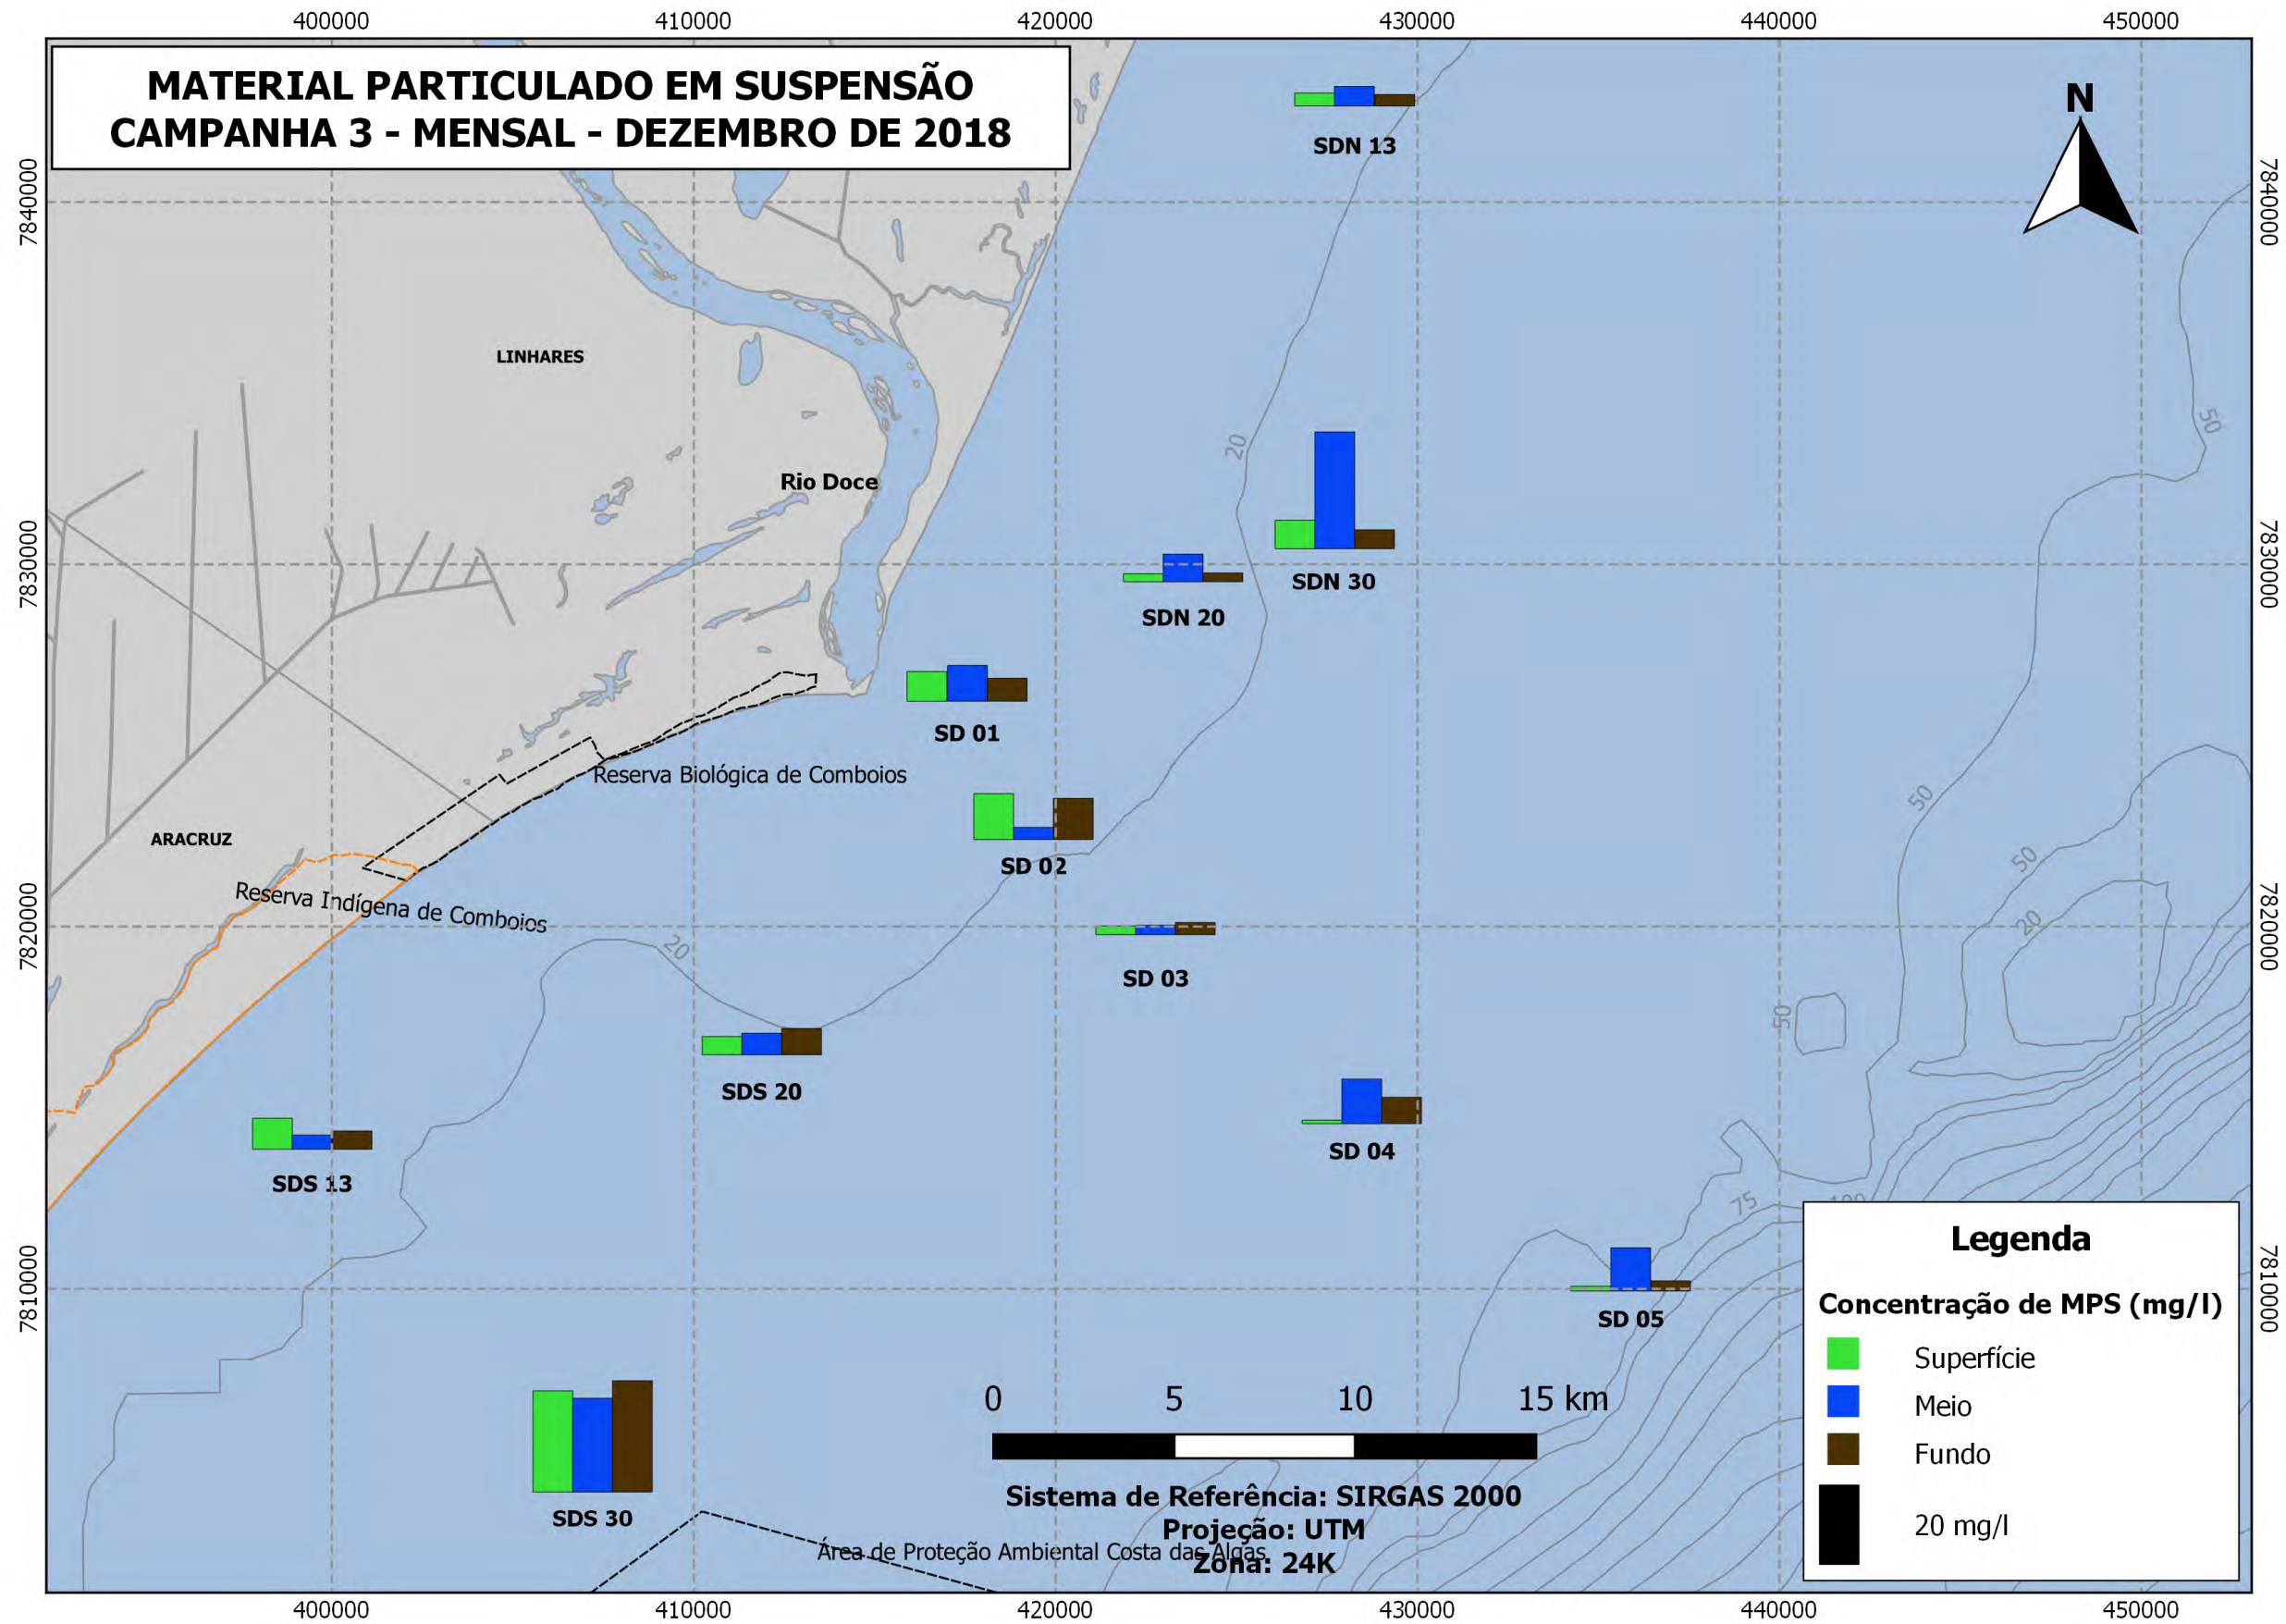 400000
410000
420000
430000
440000
450000
MATERIAL PARTICULADO EM SUSPENSÃO
CAMPANHA 3 - MENSAL - DEZEMBRO DE 2018
N
SDN 13
7840000
7840000
LINHARES
50
20
Rio Doce
7830000
SDN 30
7830000
SDN 20
SD 01
Reserva Biológica de Comboios
50
ARACRUZ
50
SD 02
Reserva Indígena de Comboios
20
7820000
20
SD 03
7820000
50
SDS 20
SD 04
SDS 13
75
100
7810000
SD 05
7810000
Legenda
Concentração de MPS (mg/l)
Superfície
Meio
Fundo
20 mg/l
0
5
10
15 km
SDS 30
Sistema de Referência: SIRGAS 2000
Projeção: UTM
Área de Proteção Ambiental Costa das Algas
Zona: 24K
400000
410000
420000
430000
440000
450000